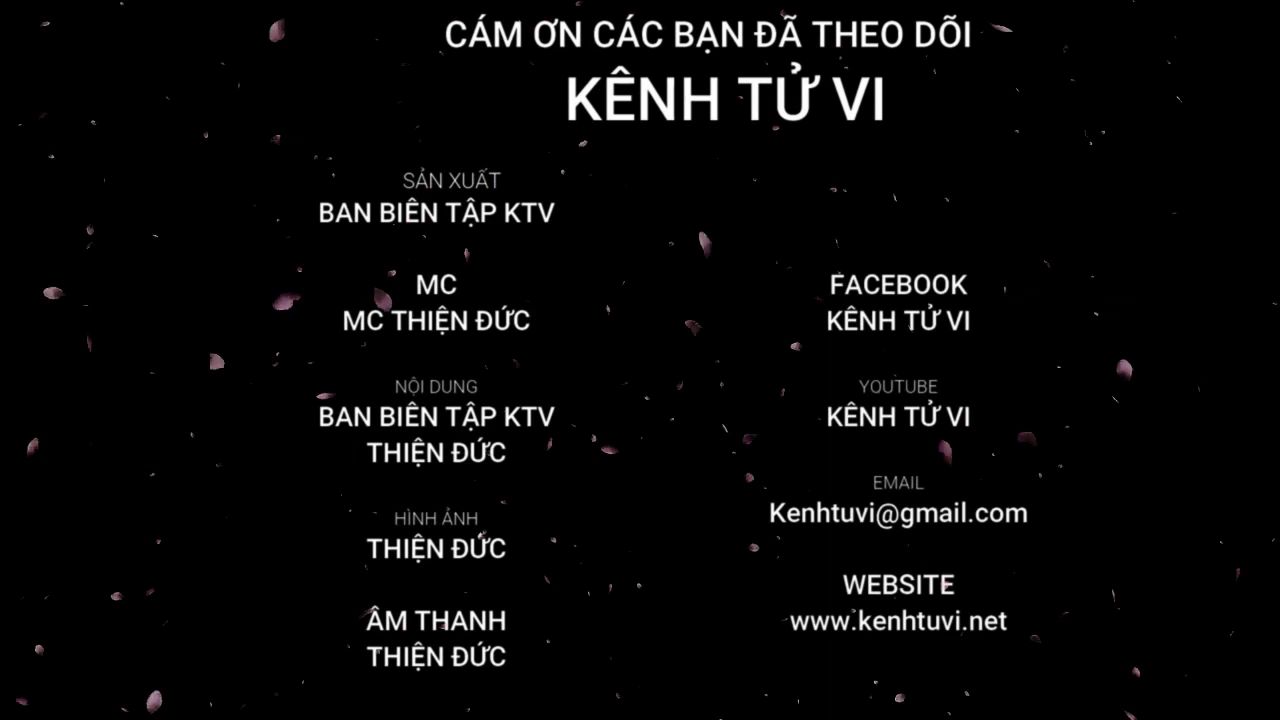 CÁM ƠN CÁC BẠN ĐÃ THEO DÕI
KÊNH TỬ VI
SẢN XUẤT
BAN BIÊN TẬP KTV
MC
MC THIỆN ĐỨC
NỘI DUNG
BAN BIÊN TẬP KTV
THIỆN ĐỨC
HÌNH ẢNH
THIỆN ĐỨC
ÂM THANH
THIỆN ĐỨC
FACEBOOK
KÊNH TỬ VI
YOUTUBE
KÊNH TỬ VI
EMAIL
Kenhtuvi@gmail.com
WEBSITE
www.kenhtuvi.net